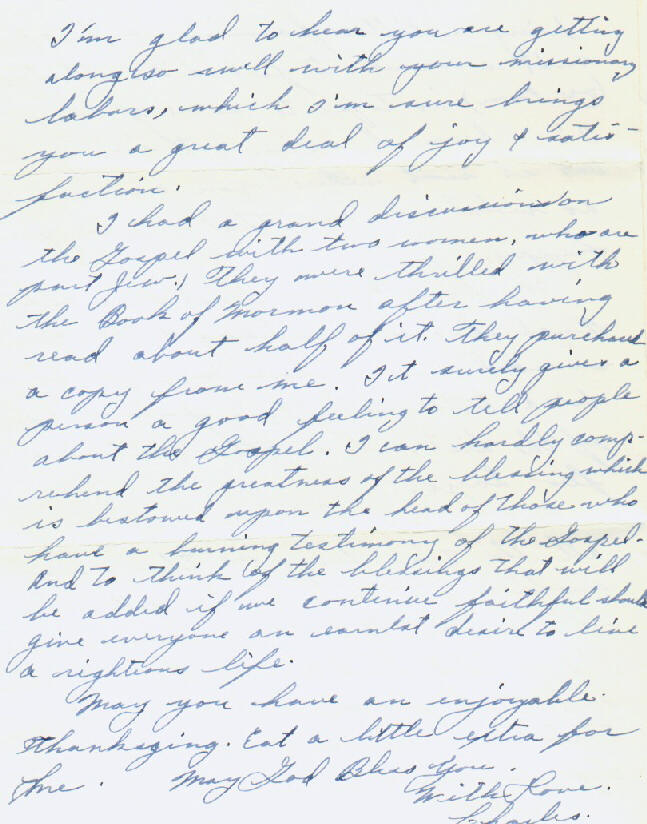 I'm glad to hear you are getting
along so well with your missionary
labors, which I'm sure brings
you a great deal of joy & satis-
faction.
I had a grand discussion on
the Gospel with two women, who are
part Jew. They were thrilled with
the Book of Mormon after having
read about half of it. They purchased
a copy from me. It surely gives a
person a good feeling to tell people
about the Gospel. I can hardly comp-
rehend the greatness of the blessing which
is bestowed upon the head of those who
have a burning testimony of the Gospel.
And to think of the blessings that will
be added if we continue faithful should
give everyone an earnest desire to live
a rightious life.
May you have an enjoyable
Thanksging. Eat a little extra for
me. May God Bless You.
With Love.
Charles.